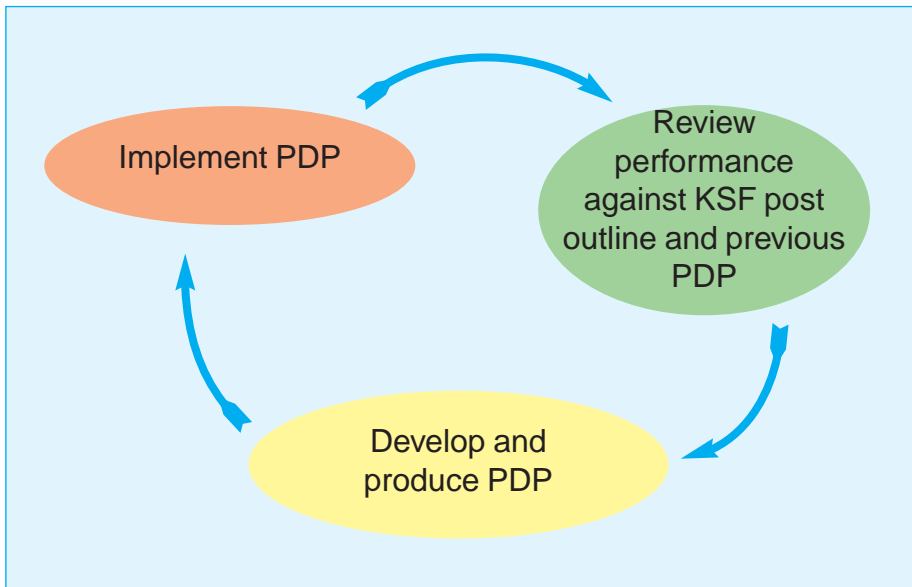 Implement PDP
Review
performance
against KSF post
outline and previous
PDP
Develop and
produce PDP